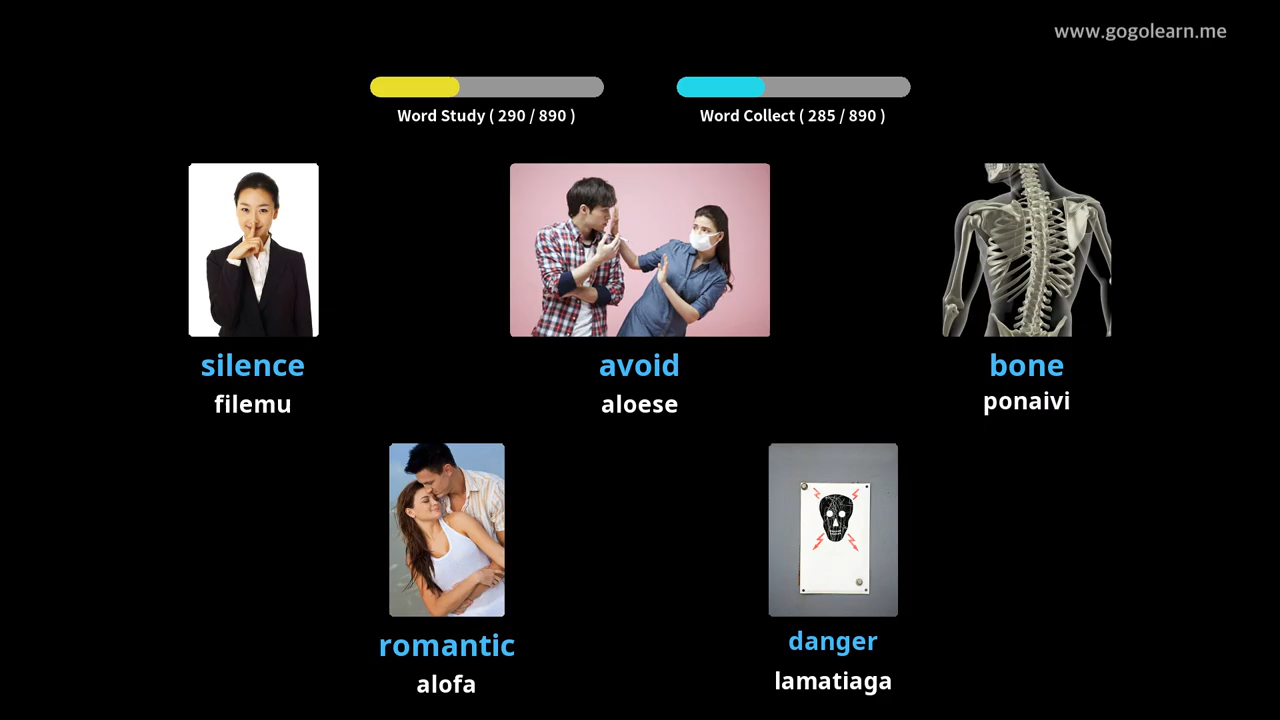 www.gogolearn.me
Word Study ( 290 / 890 )
Word Collect ( 285 / 890 )
silence
filemu
avoid
aloese
bone
ponaivi
romantic
alofa
danger
lamatiaga